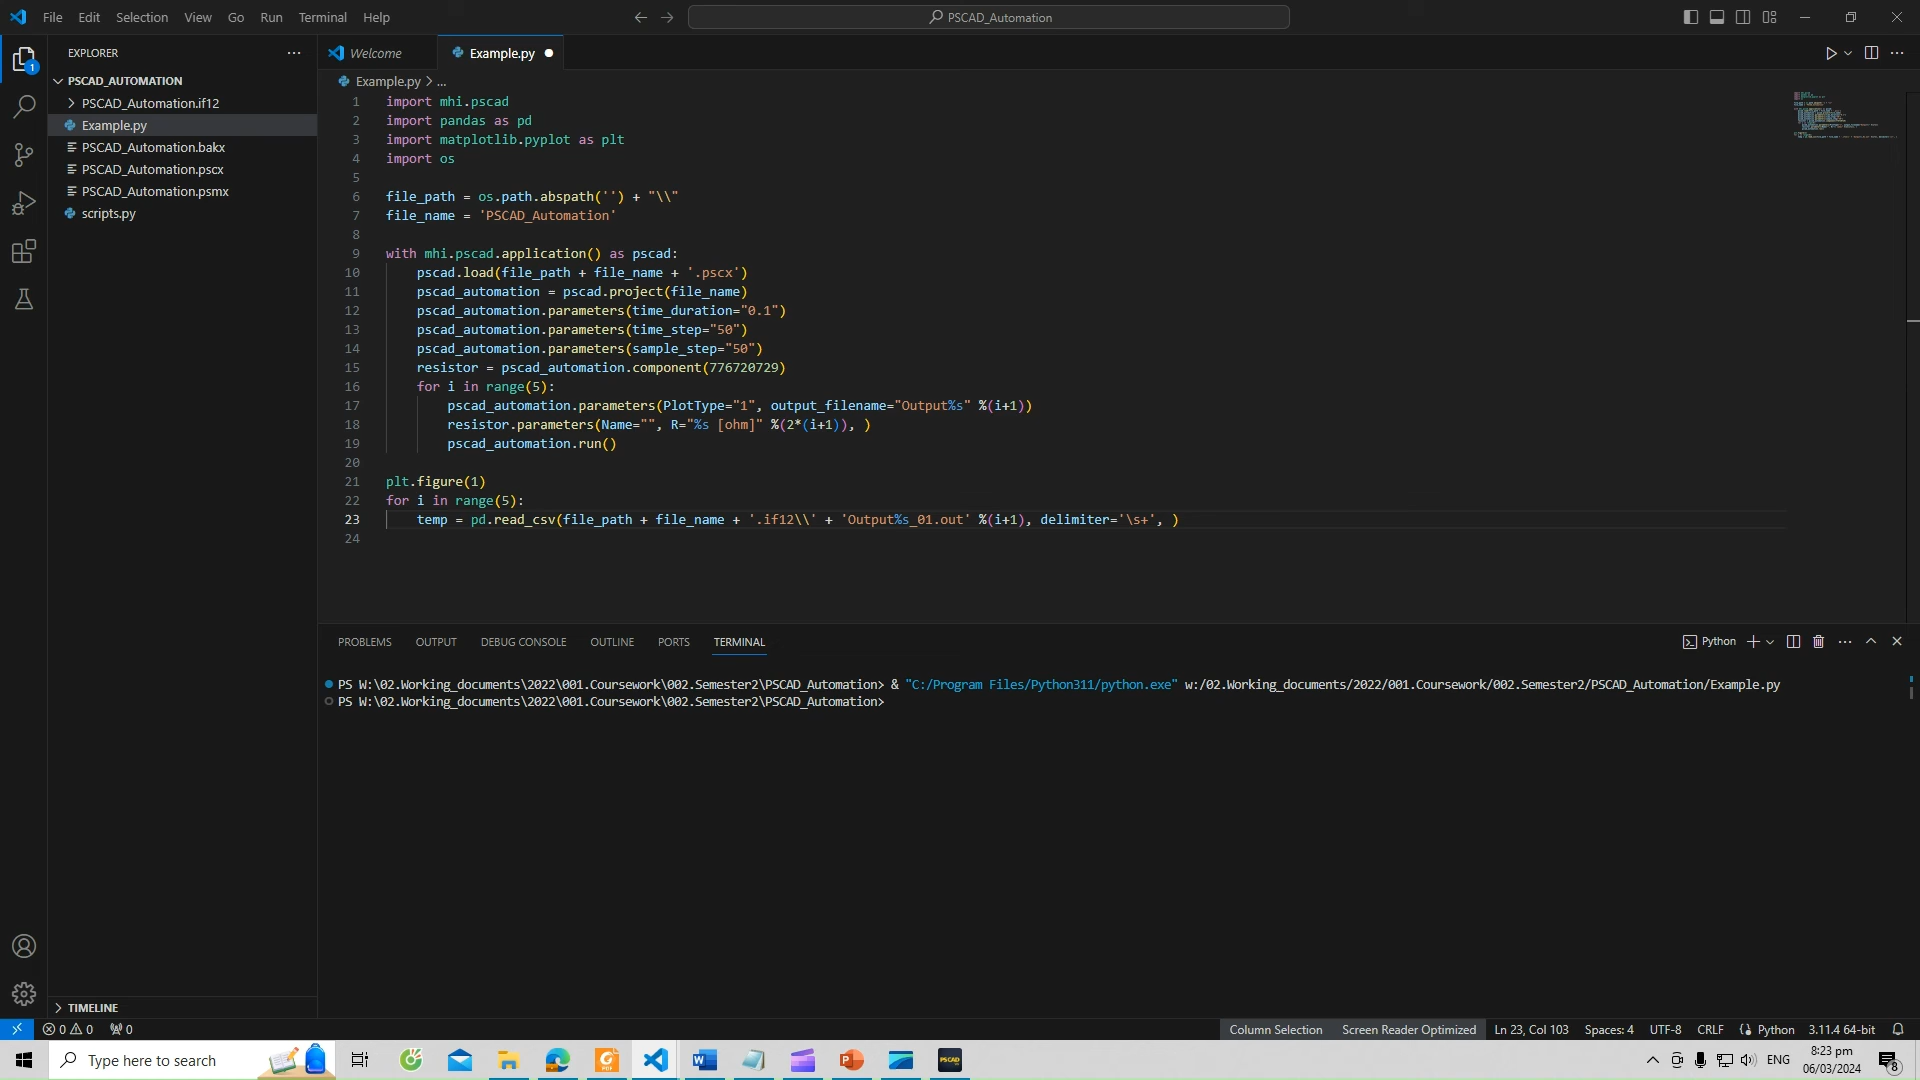 File Edit Selection View Go Run Terminal Help
PSCAD_Automation
EXPLORER
PSCAD_AUTOMATION
PSCAD_Automation.if12
Example.py
PSCAD_Automation.bakx
PSCAD_Automation.pscx
PSCAD_Automation.psmx
scripts.py
TIMELINE
1
Welcome
Example.py
Example.py > ...
1 import mhi.pscad
2 import pandas as pd
3 import matplotlib.pyplot as plt
4 import os
5
6 file_path = os.path.abspath('') + "\\"
7 file_name = 'PSCAD_Automation'
8
9 with mhi.pscad.application() as pscad:
10 pscad.load(file_path + file_name + '.pscx')
11 pscad_automation = pscad.project(file_name)
12 pscad_automation.parameters(time_duration="0.1")
13 pscad_automation.parameters(time_step="50")
14 pscad_automation.parameters(sample_step="50")
15 resistor = pscad_automation.component(776720729)
16 for i in range(5):
17 pscad_automation.parameters(PlotType="1", output_filename="Output%s" %(i+1))
18 resistor.parameters(Name="", R="%s [ohm]" %(2*(i+1)), )
19 pscad_automation.run()
20
21 plt.figure(1)
22 for i in range(5):
23 temp = pd.read_csv(file_path + file_name + '.if12\\' + 'Output%s_01.out' %(i+1), delimiter='\s+', )
24
PROBLEMS OUTPUT DEBUG CONSOLE OUTLINE PORTS TERMINAL
Python
PS W:\02.Working_documents\2022\001.Coursework\002.Semester2\PSCAD_Automation> & "C:/Program Files/Python311/python.exe" w:/02.Working_documents/2022/001.Coursework/002.Semester2/PSCAD_Automation/Example.py
PS W:\02.Working_documents\2022\001.Coursework\002.Semester2\PSCAD_Automation>
0 0 0
Column Selection Screen Reader Optimized Ln 23, Col 103 Spaces: 4 UTF-8 CRLF Python 3.11.4 64-bit
Type here to search
PSCAD
ENG
8:23 pm
06/03/2024
8